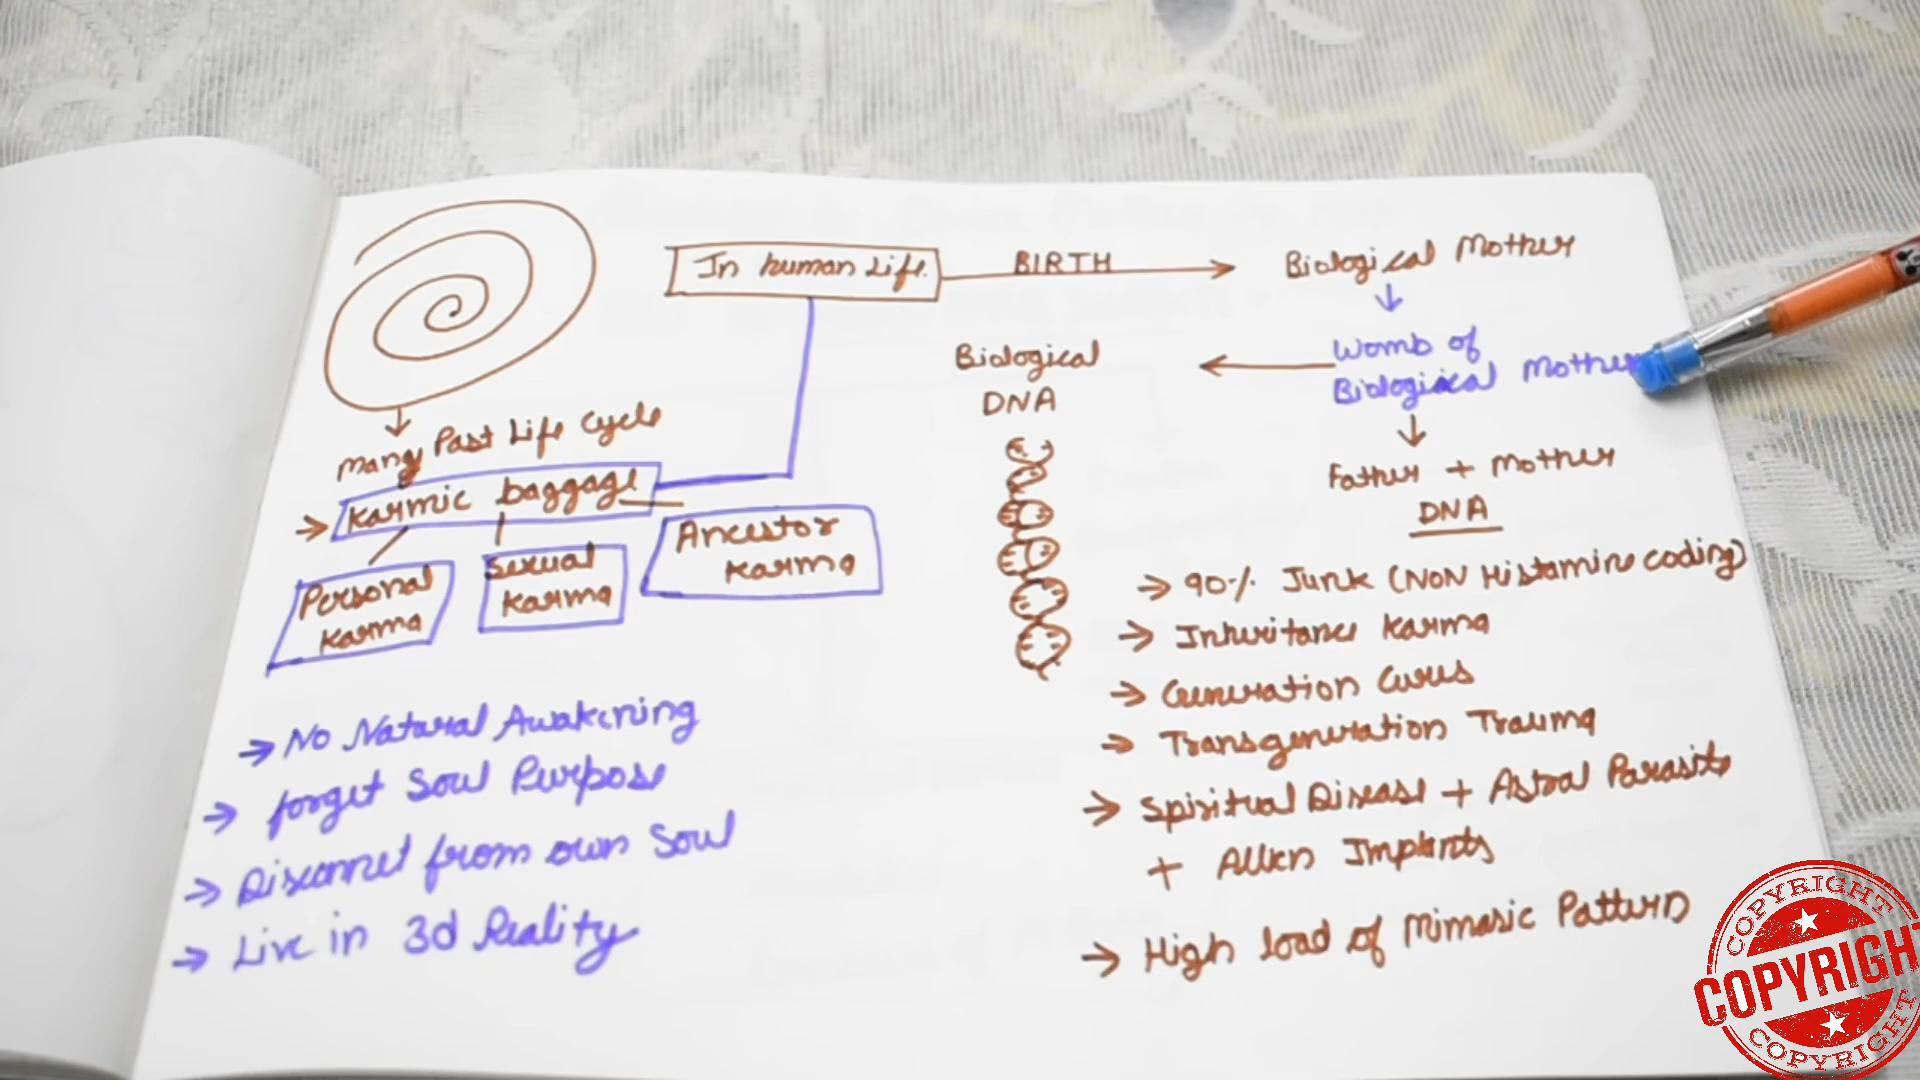 In human Life.
BIRTH
Biological Mother
Womb of
Biological Mother
Biological
DNA
Father + Mother
DNA
Many Past Life Cycle
Karmic baggage
Personal
Karma
Sexual
Karma
Ancestor
Karma
→ No Natural Awakening
→ forget Soul Purpose
→ Disconnet from own Soul
→ Live in 3d Reality
→ 90% Junk (NON Histamine coding)
→ Inheritance Karma
→ Generation Cures
→ Transgeneration Trauma
→ Spiritual Disease + Astral Parasite
+ Allien Implants
→ High load of Mimasic Pattern
COPYRIGHT
COPYRIGHT
COPYRIGHT